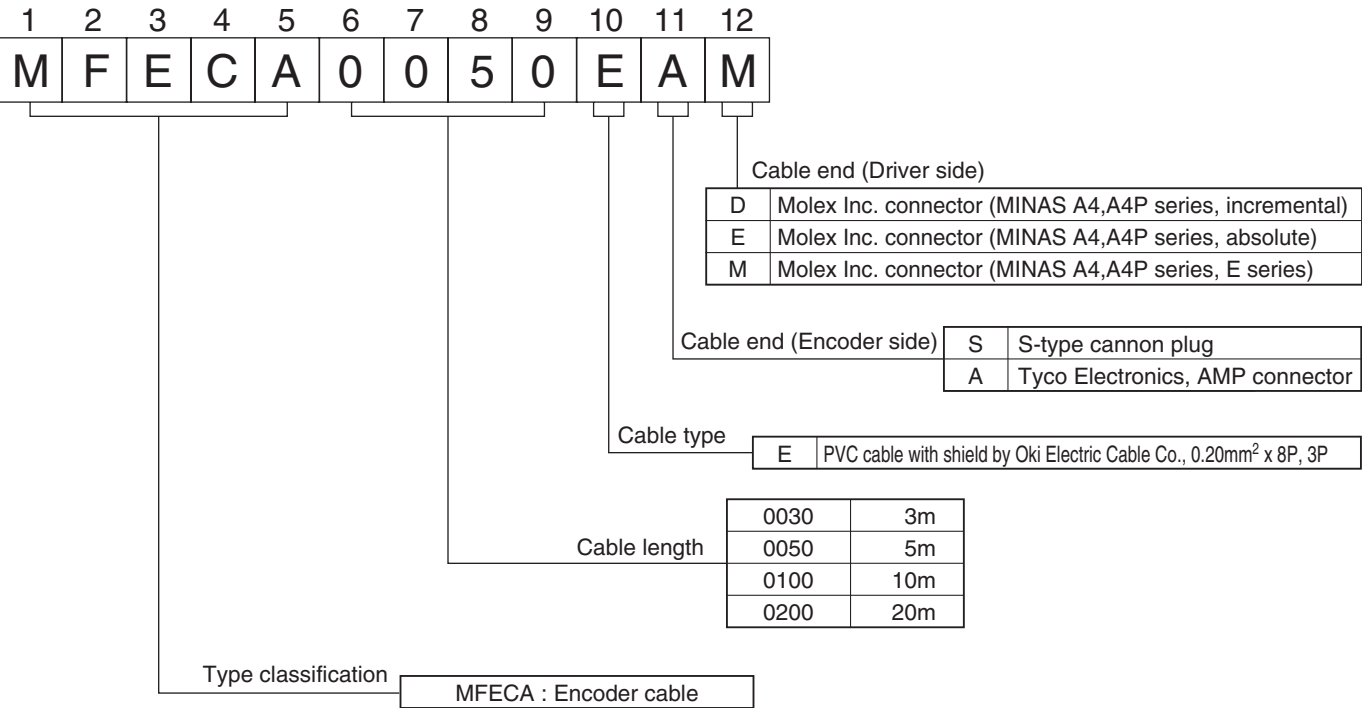 1 2 3 4 5 6 7 8 9 10 11 12
M F E C A 0 0 5 0 E A M
Cable end (Driver side)
D Molex Inc. connector (MINAS A4,A4P series, incremental)
E Molex Inc. connector (MINAS A4,A4P series, absolute)
M Molex Inc. connector (MINAS A4,A4P series, E series)
Cable end (Encoder side)
S S-type cannon plug
A Tyco Electronics, AMP connector
Cable type
E PVC cable with shield by Oki Electric Cable Co., 0.20mm² x 8P, 3P
Cable length
0030 3m
0050 5m
0100 10m
0200 20m
Type classification
MFECA : Encoder cable